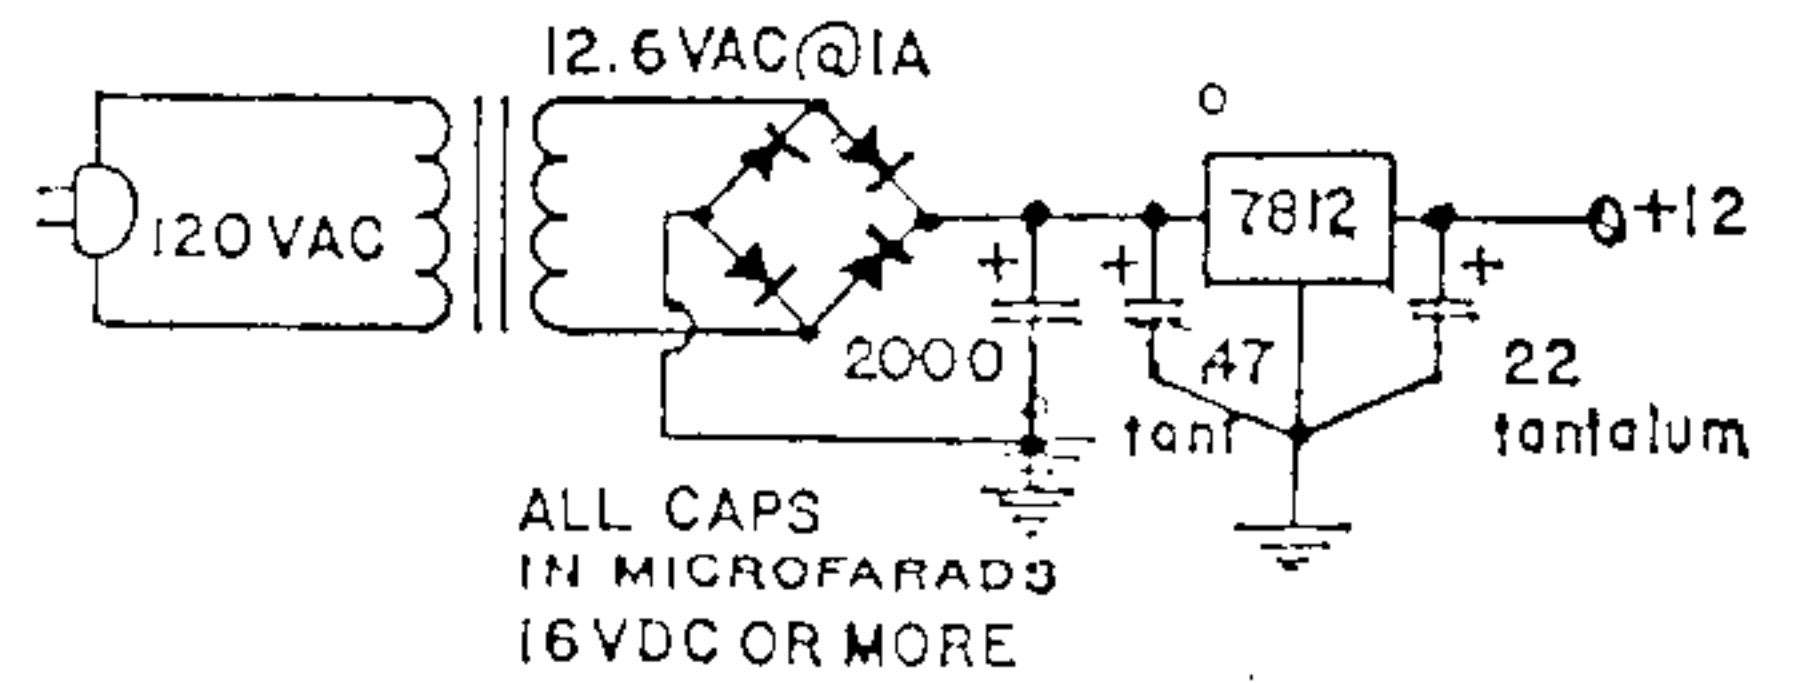 12.6VAC@1A
O
120VAC
7812
+12
+
+
+
2000
.47
tant
22
tantalum
ALL CAPS
IN MICROFARADS
16VDC OR MORE